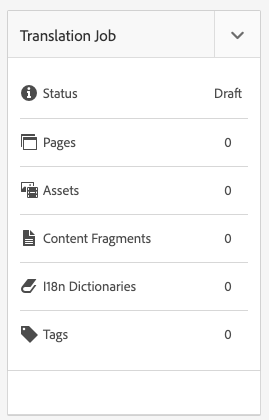 Translation Job
Status Draft
Pages 0
Assets 0
Content Fragments 0
I18n Dictionaries 0
Tags 0